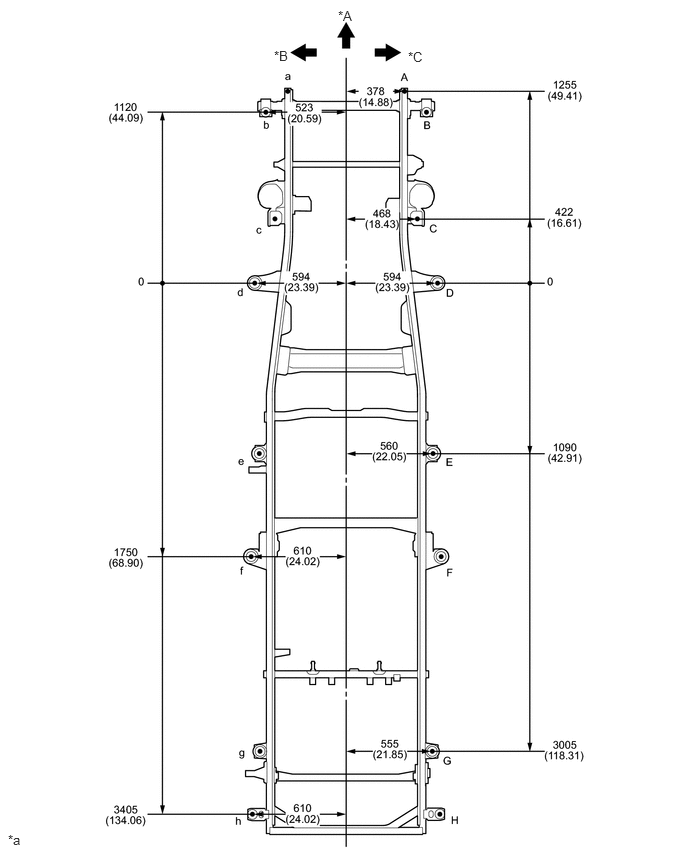 *A
*B
*C
a
A
378
(14.88)
1255
(49.41)
1120
(44.09)
523
(20.59)
b
B
468
(18.43)
422
(16.61)
c
C
0
594
(23.39)
594
(23.39)
0
d
D
560
(22.05)
1090
(42.91)
e
E
1750
(68.90)
610
(24.02)
f
F
555
(21.85)
3005
(118.31)
g
G
3405
(134.06)
610
(24.02)
h
H
*a